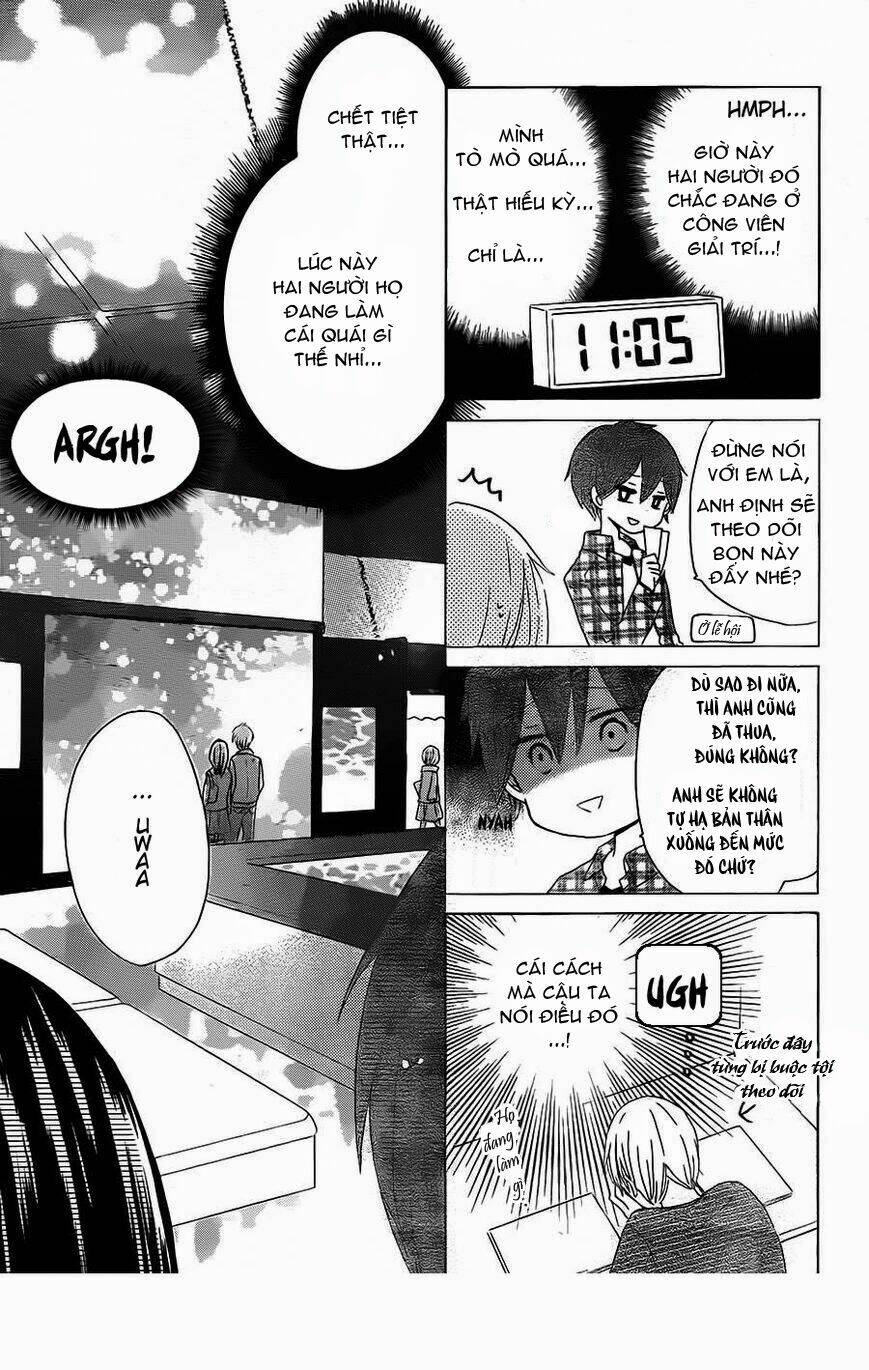 HMPH...
GIỜ NÀY
HAI NGƯỜI ĐÓ
CHẮC ĐANG Ở
CÔNG VIÊN
GIẢI TRÍ...!
MÌNH
TÒ MÒ QUÁ...
THẬT HIẾU KỲ...
CHỈ LÀ...
11:05
ĐỪNG NÓI
VỚI EM LÀ,
ANH ĐỊNH SẼ
THEO DÕI
BỌN NÀY
ĐẤY NHÉ?
Ở lễ hội
DÙ SAO ĐI NỮA,
THÌ ANH CŨNG
ĐÃ THUA,
ĐÚNG KHÔNG?
ANH SẼ KHÔNG
TỰ HẠ BẢN THÂN
XUỐNG ĐẾN MỨC
ĐÓ CHỨ?
NYAH
UGH
CÁI CÁCH
MÀ CẬU TA
NÓI ĐIỀU ĐÓ
...!
Trước đây
từng bị buộc tội
theo dõi
Họ
đang
làm
gì
CHẾT TIỆT
THẬT...
LÚC NÀY
HAI NGƯỜI HỌ
ĐANG LÀM
CÁI QUÁI GÌ
THẾ NHỈ...
ARGH!
... UWAA